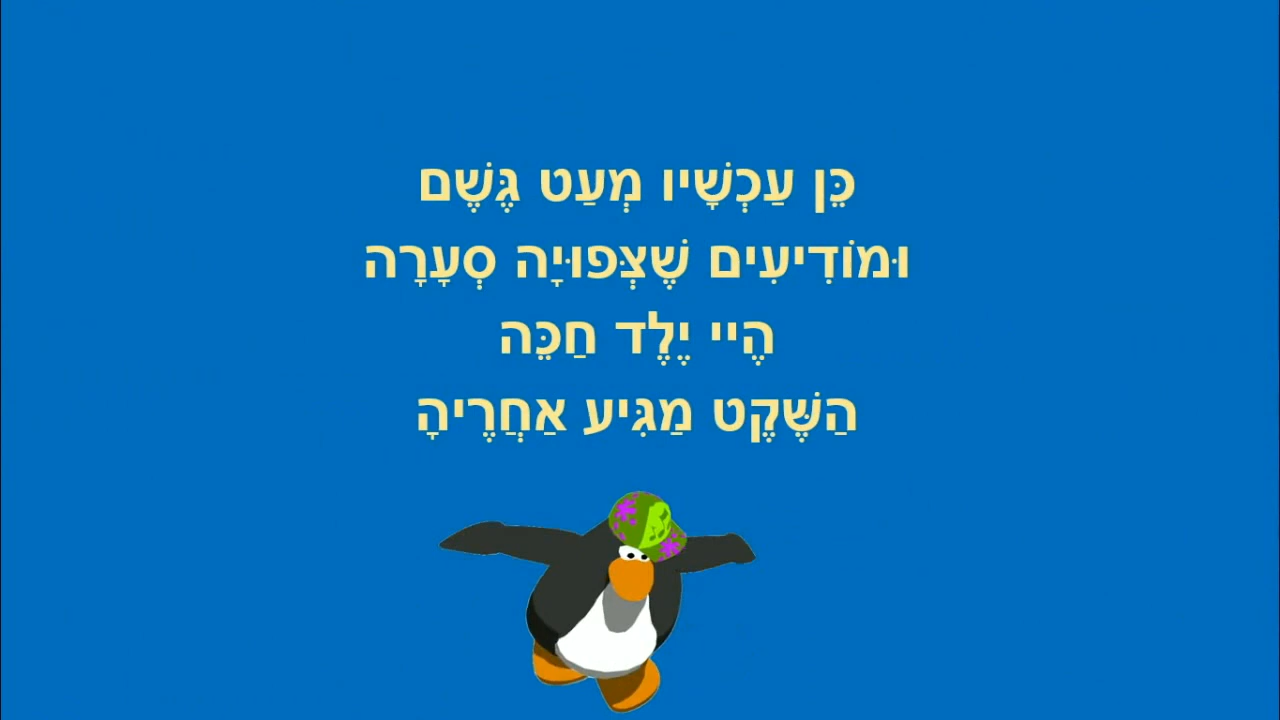 כֵּן עַכְשָׁיו מְעַט גֶּשֶׁם
וּמוֹדִיעִים שֶׁצְּפוּיָה סְעָרָה
הֶיי יֶלֶד חַכֵּה
הַשֶּׁקֶט מַגִּיע אַחֲרֶיהָ